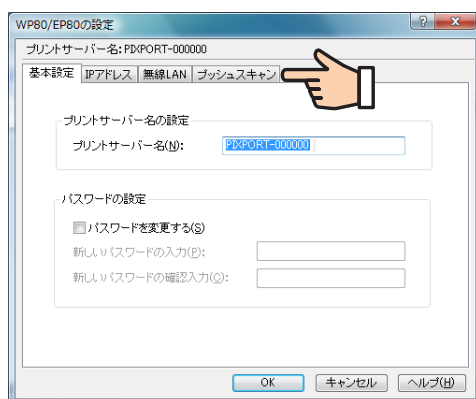 WP80/EP80の設定
プリントサーバー名:PIXPORT-000000
基本設定 IPアドレス 無線LAN プッシュスキャン
プリントサーバー名の設定
プリントサーバー名(N): PIXPORT-000000
パスワードの設定
パスワードを変更する(S)
新しいパスワードの入力(P):
新しいパスワードの確認入力(C):
OK キャンセル ヘルプ(H)